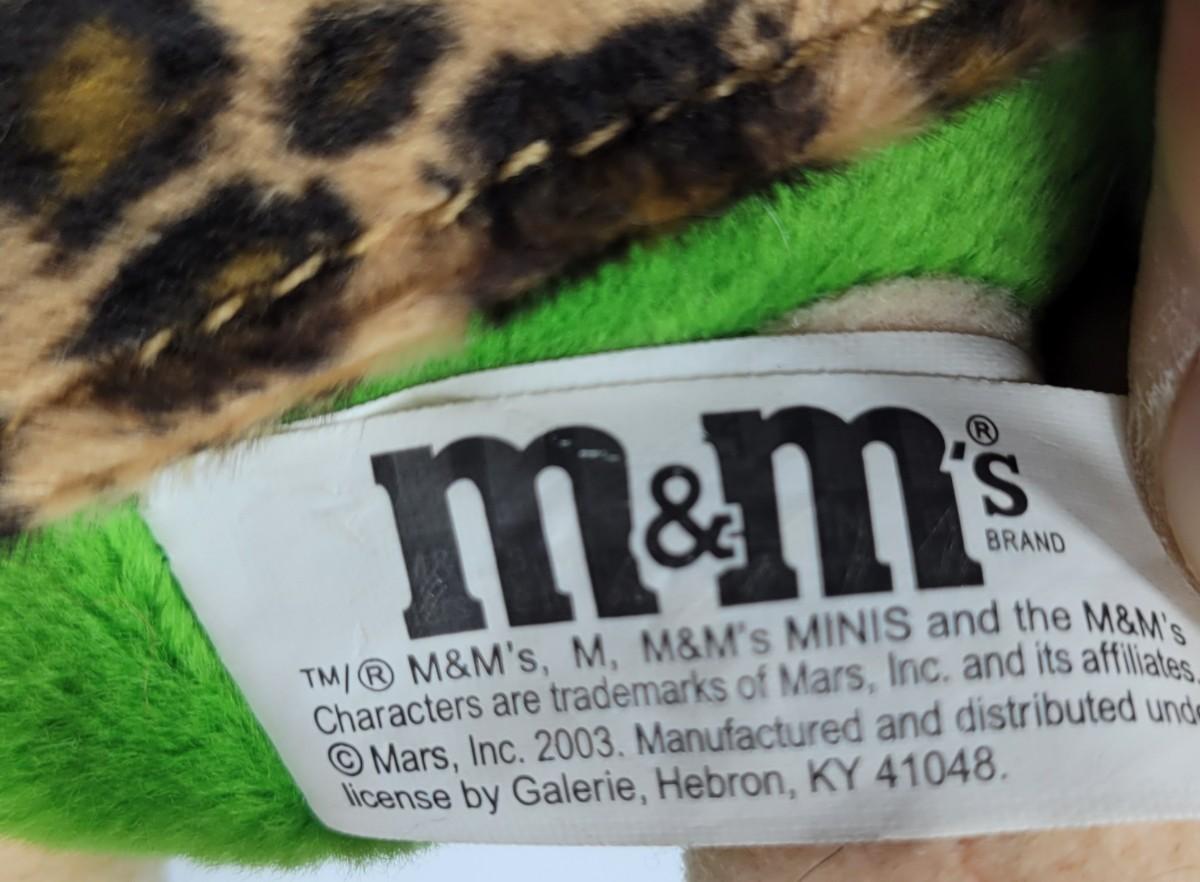 m&m's®
BRAND
TM/® M&M's, M, M&M's MINIS and the M&M's
Characters are trademarks of Mars, Inc. and its affiliates.
© Mars, Inc. 2003. Manufactured and distributed unde
license by Galerie, Hebron, KY 41048.